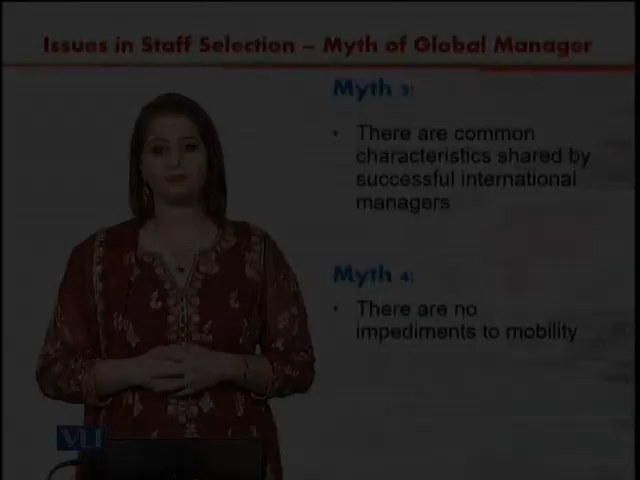 Issues in Staff Selection – Myth of Global Manager
Myth 3:
• There are common
characteristics shared by
successful international
managers
Myth 4:
• There are no
impediments to mobility
VU